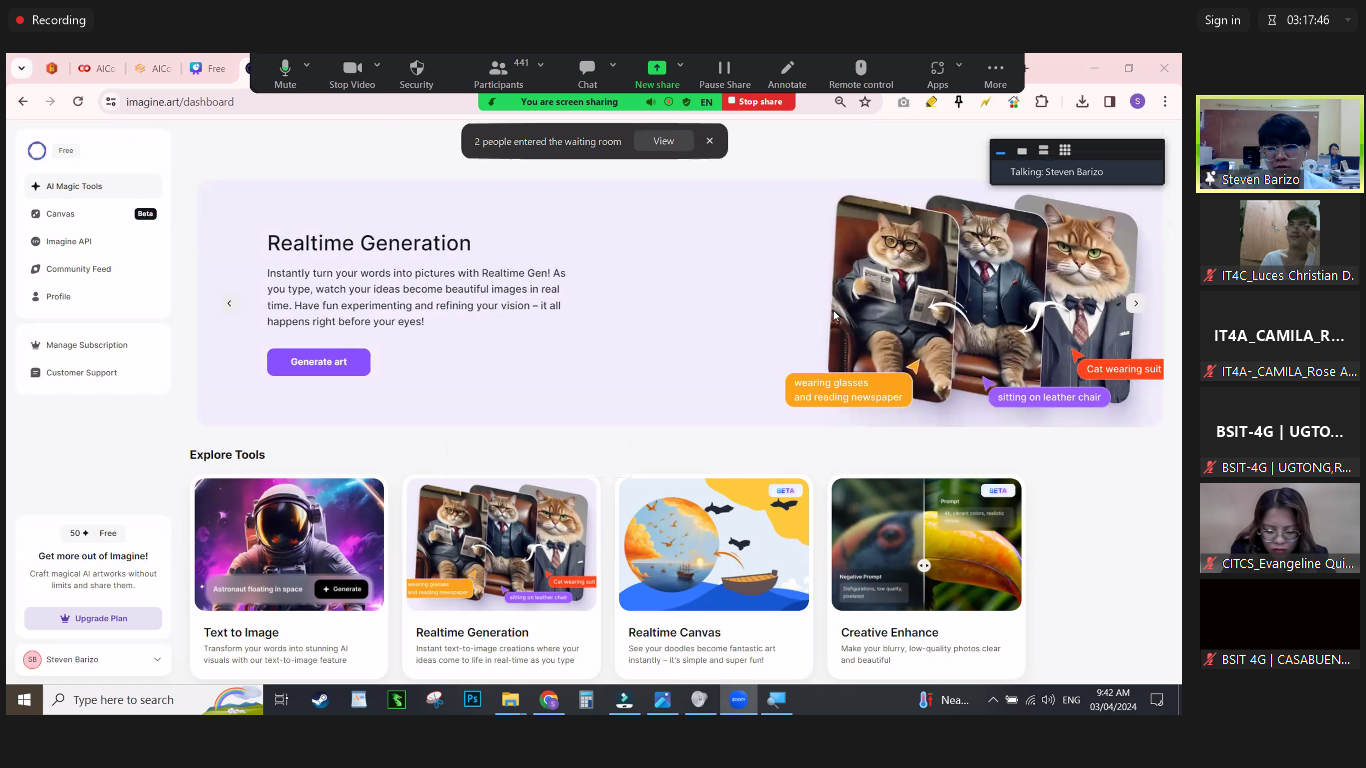 Recording
Sign in
03:17:46
AICo
AICo
Free
Mute
Stop Video
Security
Participants
441
Chat
New share
Pause Share
Annotate
Remote control
Apps
More
imagine.art/dashboard
You are screen sharing
EN
Stop share
2 people entered the waiting room
View
Talking: Steven Barizo
Free
AI Magic Tools
Canvas
Beta
Imagine API
Community Feed
Profile
Manage Subscription
Customer Support
50
Free
Get more out of Imagine!
Craft magical AI artworks without
limits and share them.
Upgrade Plan
SB
Steven Barizo
Realtime Generation
Instantly turn your words into pictures with Realtime Gen! As
you type, watch your ideas become beautiful images in real
time. Have fun experimenting and refining your vision – it all
happens right before your eyes!
Generate art
wearing glasses
and reading newspaper
sitting on leather chair
Cat wearing suit
Explore Tools
Astronaut floating in space
Generate
Text to Image
Transform your words into stunning AI
visuals with our text-to-image feature
wearing glasses
and reading newspaper
sitting on leather chair
Cat wearing suit
Realtime Generation
Instant text-to-image creations where your
ideas come to life in real-time as you type
BETA
Realtime Canvas
See your doodles become fantastic art
instantly – it's simple and super fun!
BETA
Prompt
4k, vibrant colors, realistic
details
Negative Prompt
Defigurations, low quality,
pixelated
Creative Enhance
Make your blurry, low-quality photos clear
and beautiful
Type here to search
Ps
zoom
Nea...
ENG
9:42 AM
03/04/2024
Steven Barizo
IT4C_Luces Christian D.
IT4A_CAMILA_R...
IT4A-_CAMILA_Rose A...
BSIT-4G | UGTO...
BSIT-4G | UGTONG,R...
CITCS_Evangeline Qui...
BSIT 4G | CASABUEN...